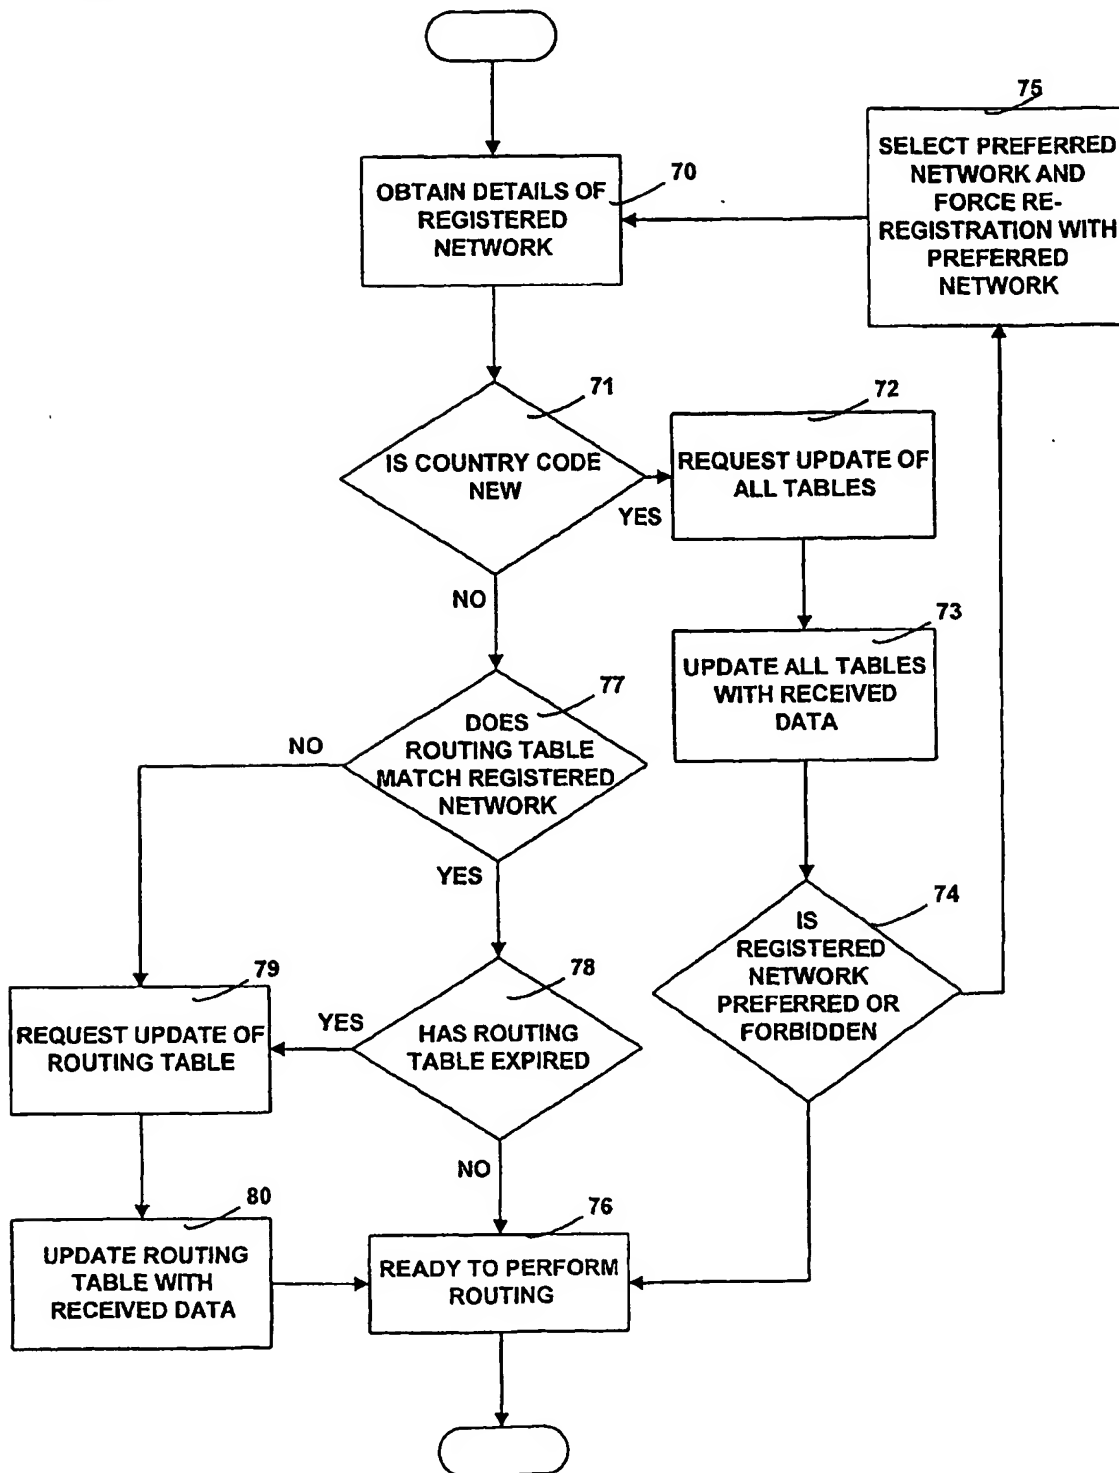 75
SELECT PREFERRED
NETWORK AND
FORCE RE-
REGISTRATION WITH
PREFERRED
NETWORK
70
OBTAIN DETAILS OF
REGISTERED
NETWORK
71
IS COUNTRY CODE
NEW
YES
NO
72
REQUEST UPDATE OF
ALL TABLES
73
UPDATE ALL TABLES
WITH RECEIVED
DATA
77
DOES
ROUTING TABLE
MATCH REGISTERED
NETWORK
NO
YES
74
IS
REGISTERED
NETWORK
PREFERRED OR
FORBIDDEN
78
HAS ROUTING
TABLE EXPIRED
YES
NO
79
REQUEST UPDATE OF
ROUTING TABLE
80
UPDATE ROUTING
TABLE WITH
RECEIVED DATA
76
READY TO PERFORM
ROUTING